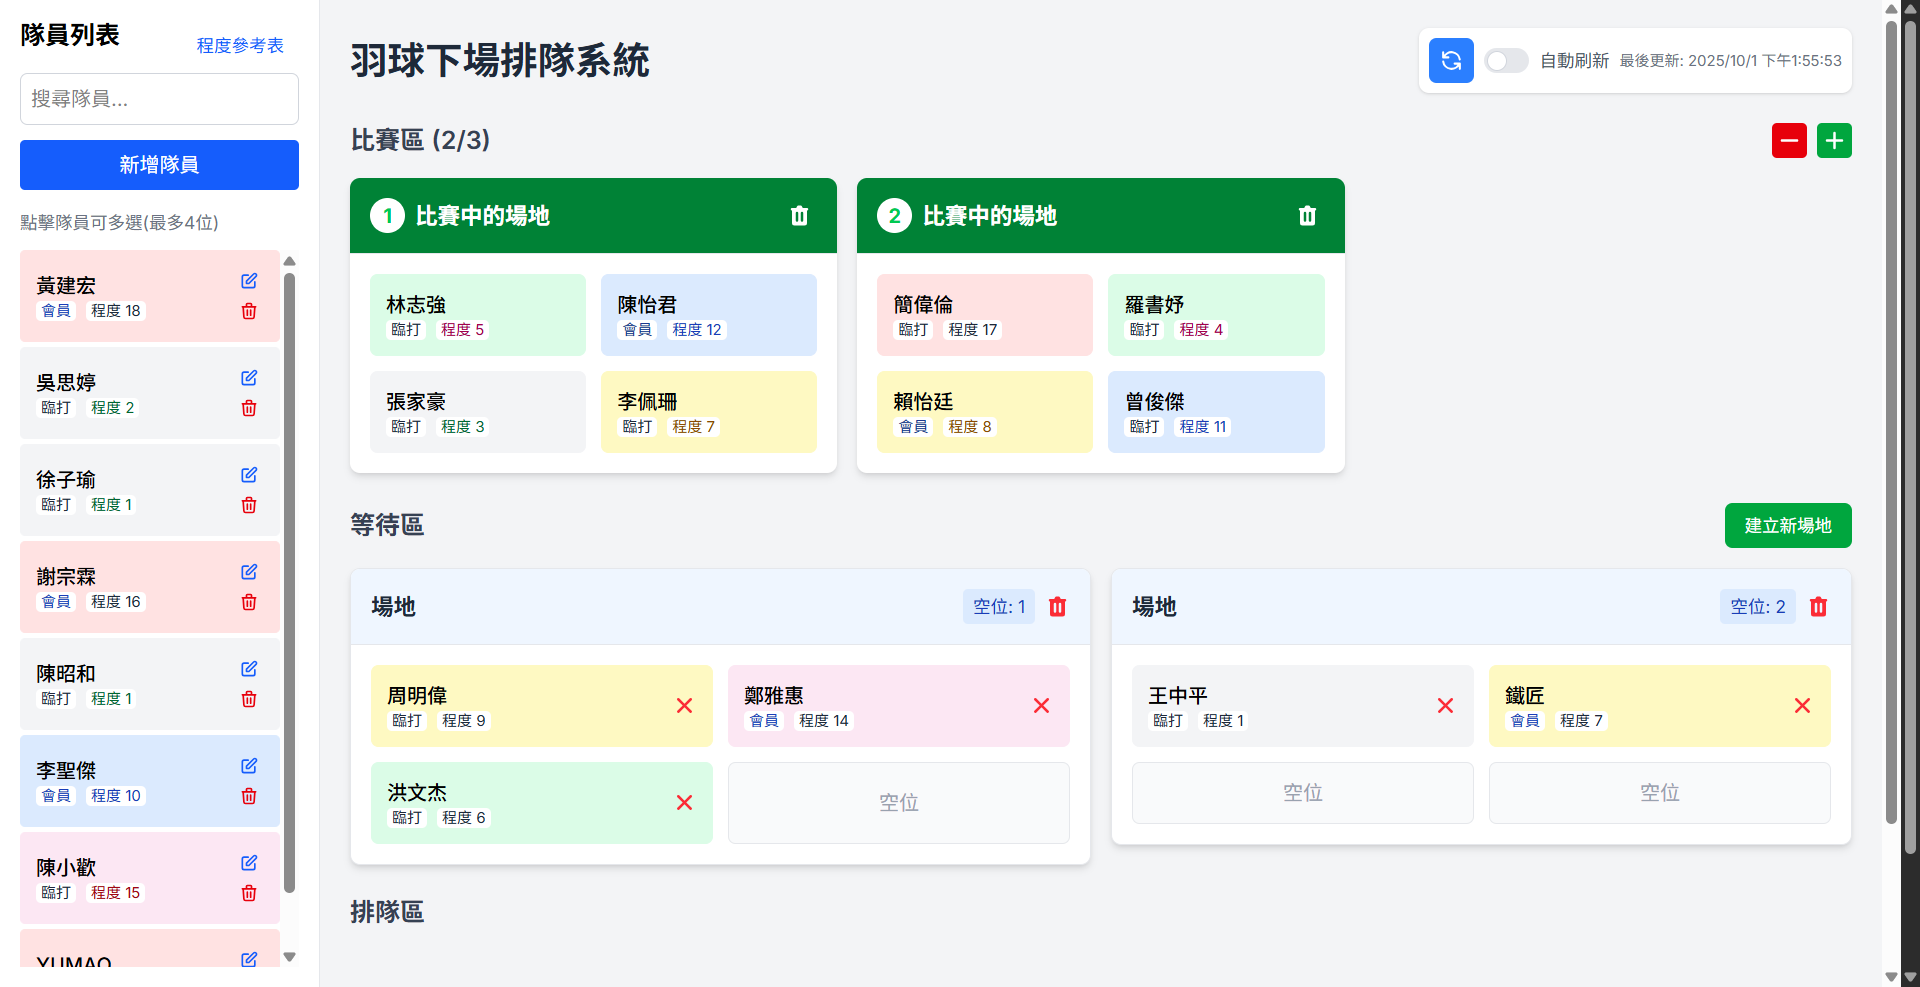 隊員列表
程度參考表
搜尋隊員...
新增隊員
點擊隊員可多選(最多4位)
黃建宏
會員 程度 18
吳思婷
臨打 程度 2
徐子瑜
臨打 程度 1
謝宗霖
會員 程度 16
陳昭和
臨打 程度 1
李聖傑
會員 程度 10
陳小歡
臨打 程度 15
YUMAO
羽球下場排隊系統
自動刷新 最後更新: 2025/10/1 下午1:55:53
比賽區 (2/3)
1 比賽中的場地
林志強
臨打 程度 5
陳怡君
會員 程度 12
張家豪
臨打 程度 3
李佩珊
臨打 程度 7
2 比賽中的場地
簡偉倫
臨打 程度 17
羅書妤
臨打 程度 4
賴怡廷
會員 程度 8
曾俊傑
臨打 程度 11
等待區
建立新場地
場地
空位: 1
周明偉
臨打 程度 9
鄭雅惠
會員 程度 14
洪文杰
臨打 程度 6
空位
場地
空位: 2
王中平
臨打 程度 1
鐵匠
會員 程度 7
空位
空位
排隊區